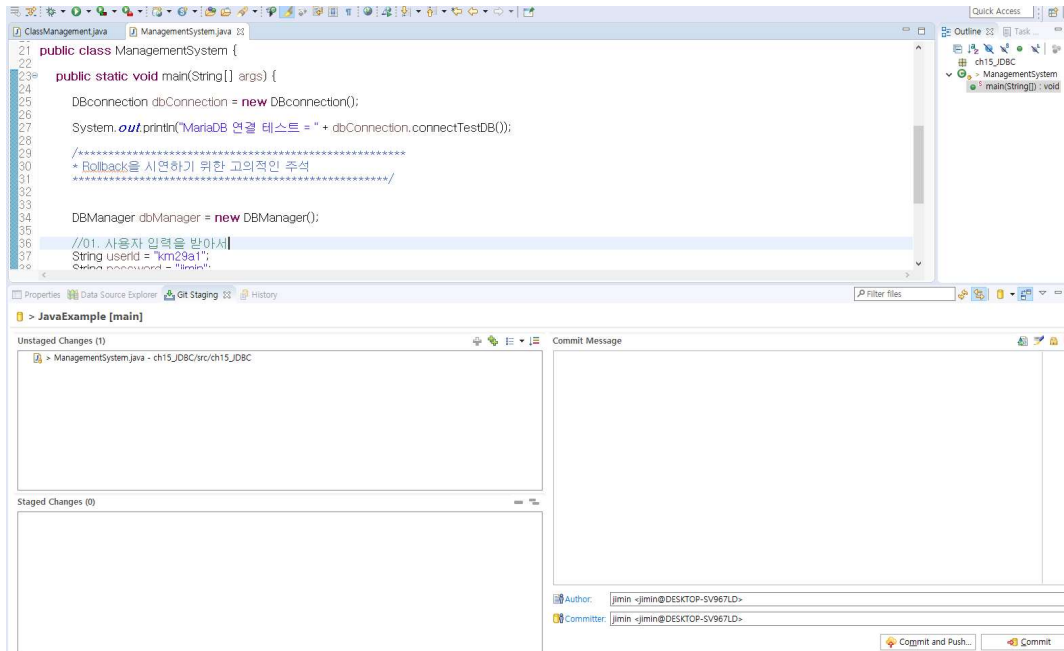 Quick Access
ClassManagement.java
ManagementSystem.java
Outline
Task ...
21 public class ManagementSystem {
22
23 public static void main(String[] args) {
24
25 DBconnection dbConnection = new DBconnection();
26
27 System.out.println("MariaDB 연결 테스트 = " + dbConnection.connectTestDB());
28
29 /******************************************************
30 * Rollback을 시연하기 위한 고의적인 주석
31 *****************************************************/
32
33
34 DBManager dbManager = new DBManager();
35
36 //01. 사용자 입력을 받아서
37 String userId = "km29a1";
38 String password = "jimin";
ch15_JDBC
> ManagementSystem
main(String[]) : void
Properties
Data Source Explorer
Git Staging
History
Filter files
> JavaExample [main]
Unstaged Changes (1)
> ManagementSystem.java - ch15_JDBC/src/ch15_JDBC
Staged Changes (0)
Commit Message
Author: jimin <jimin@DESKTOP-SV967LD>
Committer: jimin <jimin@DESKTOP-SV967LD>
Commit and Push...
Commit